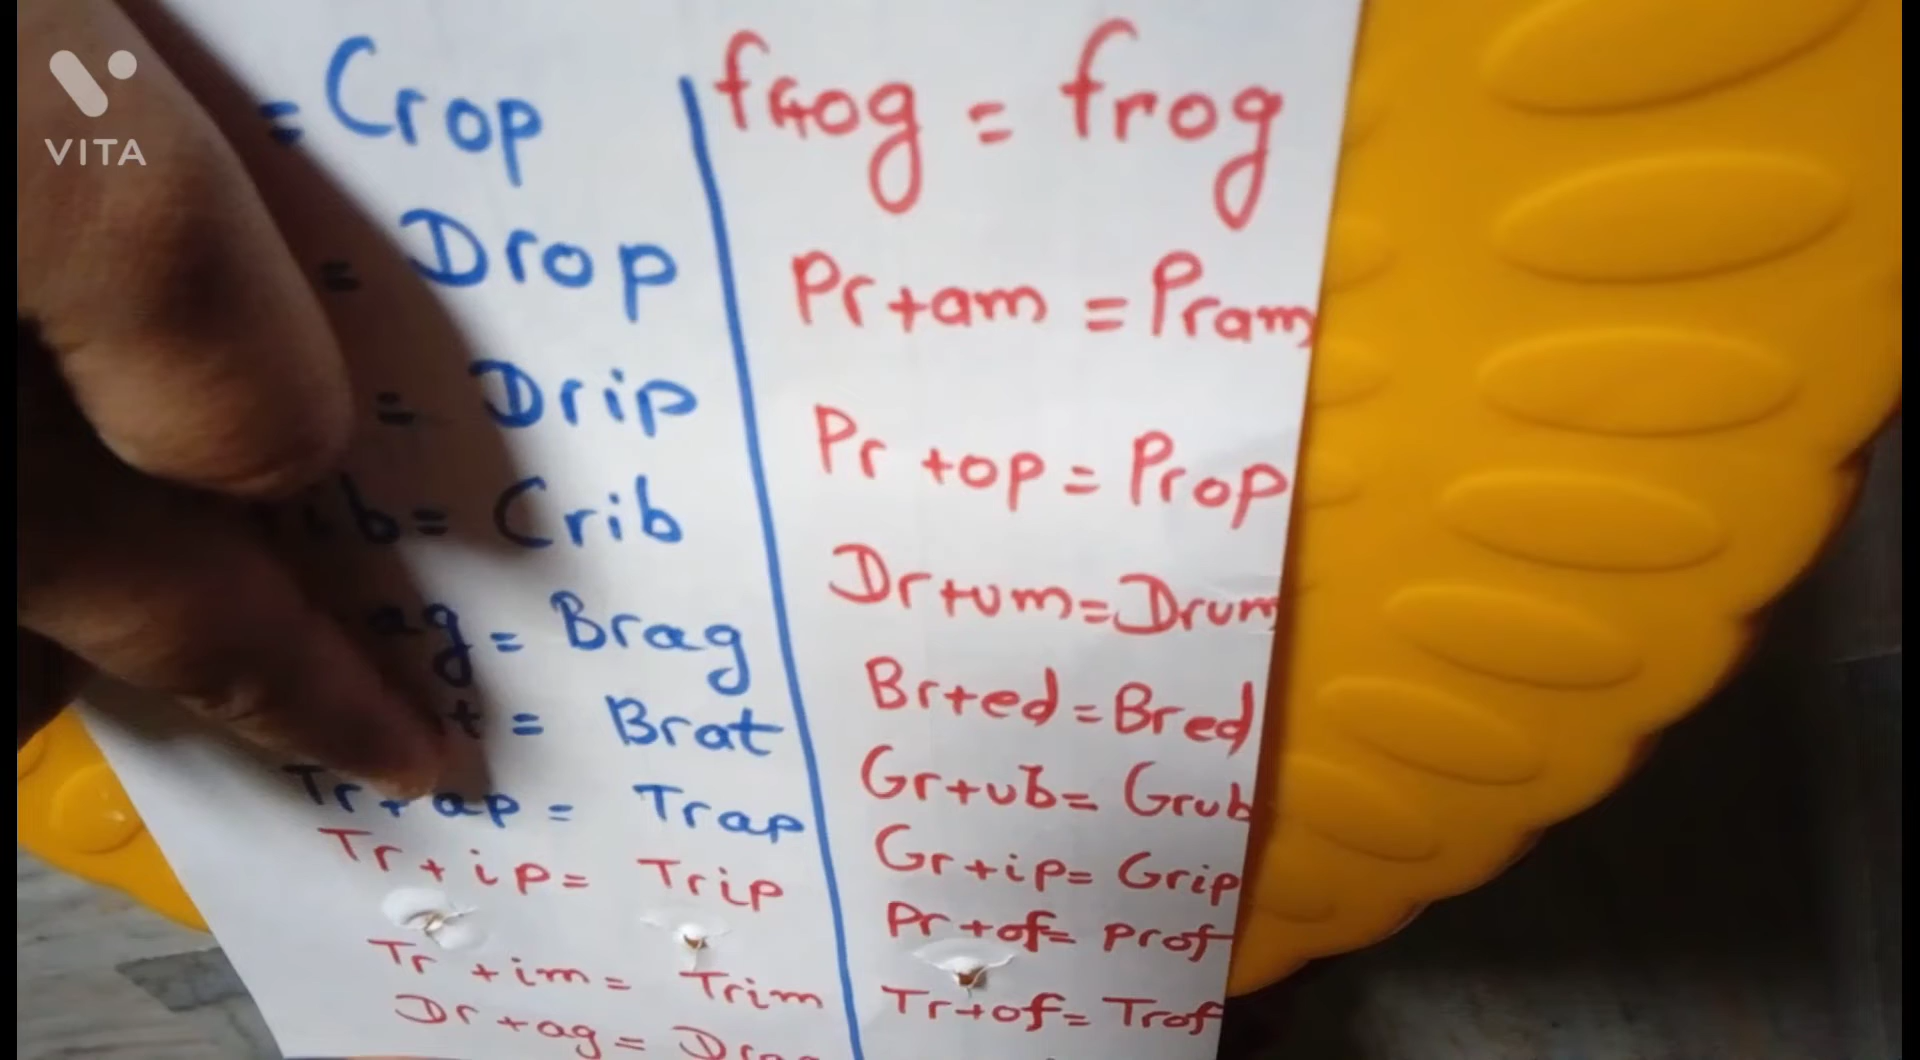 VITA
= Crop
= Drop
= Drip
b = Crib
ag = Brag
t = Brat
Tr+ap = Trap
Tr+ip = Trip
Tr+im = Trim
Dr+ag =
frog = frog
Pr+am = Pram
Pr+op = Prop
Dr+um = Drum
Br+ed = Bred
Gr+ub = Grub
Gr+ip = Grip
Pr+of = prof
Tr+of = Trof